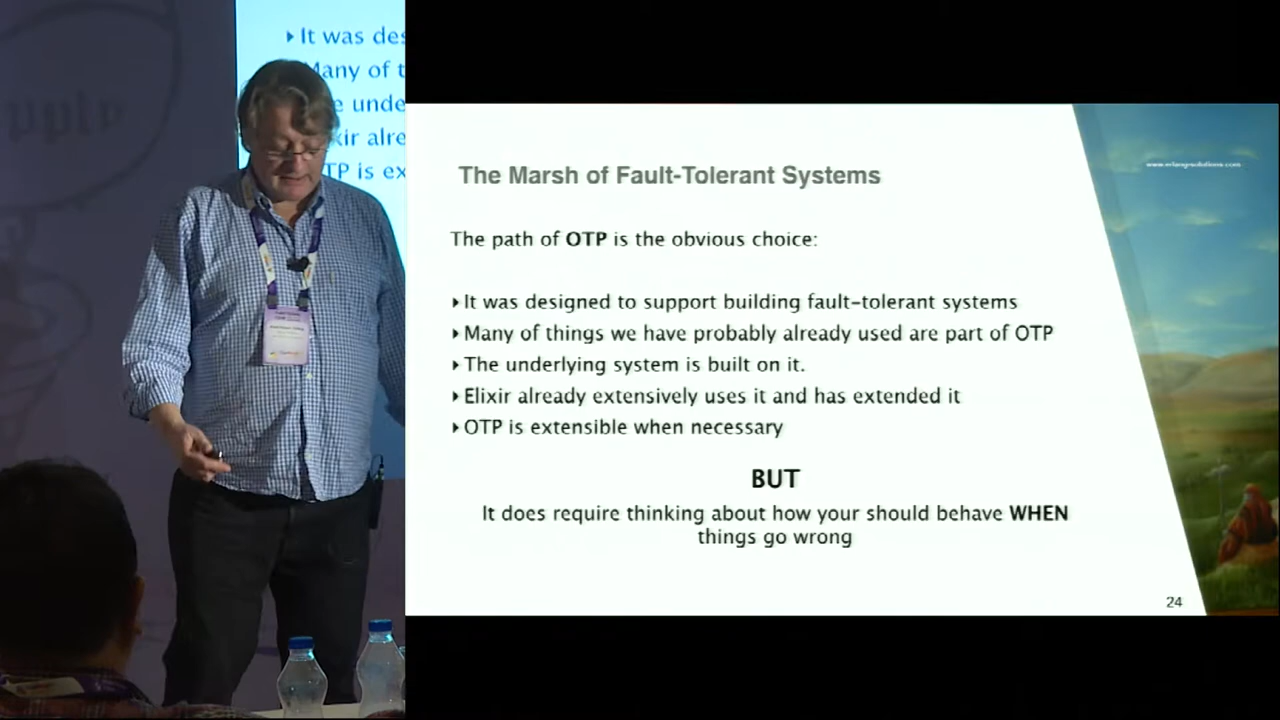 It was des
Many of t
e unde
xir alre
TP is ex
www.erlang-solutions.com
The Marsh of Fault-Tolerant Systems
The path of OTP is the obvious choice:
▸ It was designed to support building fault-tolerant systems
▸ Many of things we have probably already used are part of OTP
▸ The underlying system is built on it.
▸ Elixir already extensively uses it and has extended it
▸ OTP is extensible when necessary
BUT
It does require thinking about how your should behave WHEN
things go wrong
24